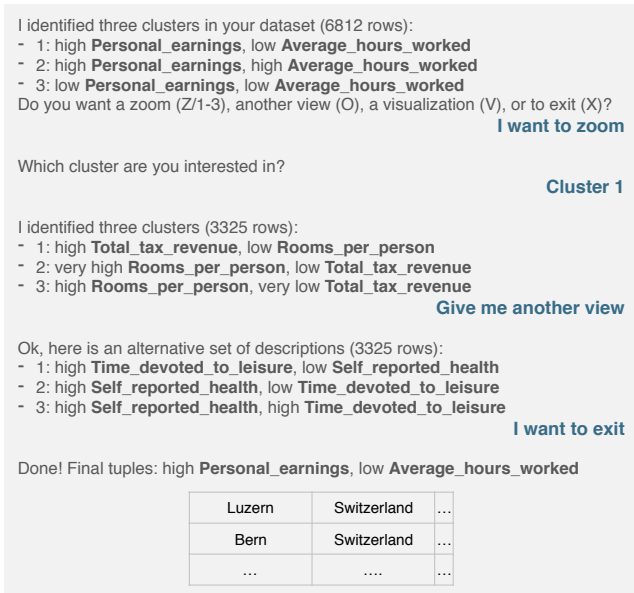 I identified three clusters in your dataset (6812 rows):
- 1: high Personal_earnings, low Average_hours_worked
- 2: high Personal_earnings, high Average_hours_worked
- 3: low Personal_earnings, low Average_hours_worked
Do you want a zoom (Z/1-3), another view (O), a visualization (V), or to exit (X)?
I want to zoom
Which cluster are you interested in?
Cluster 1
I identified three clusters (3325 rows):
- 1: high Total_tax_revenue, low Rooms_per_person
- 2: very high Rooms_per_person, low Total_tax_revenue
- 3: high Rooms_per_person, very low Total_tax_revenue
Give me another view
Ok, here is an alternative set of descriptions (3325 rows):
- 1: high Time_devoted_to_leisure, low Self_reported_health
- 2: high Self_reported_health, low Time_devoted_to_leisure
- 3: high Self_reported_health, high Time_devoted_to_leisure
I want to exit
Done! Final tuples: high Personal_earnings, low Average_hours_worked
Luzern Switzerland ...
Bern Switzerland ...
... .... ...